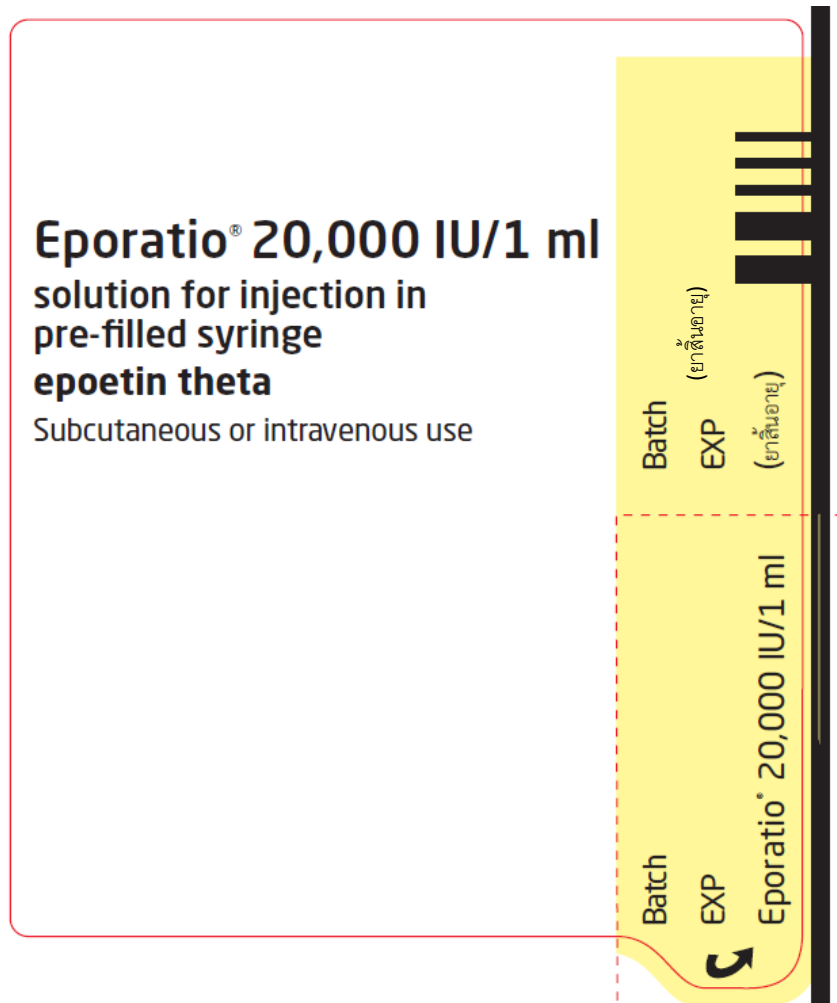 Eporatio® 20,000 IU/1 ml
solution for injection in
pre-filled syringe
epoetin theta
Subcutaneous or intravenous use
Batch
EXP (ยาสิ้นอายุ)
(ยาสิ้นอายุ)
Batch
EXP
Eporatio® 20,000 IU/1 ml